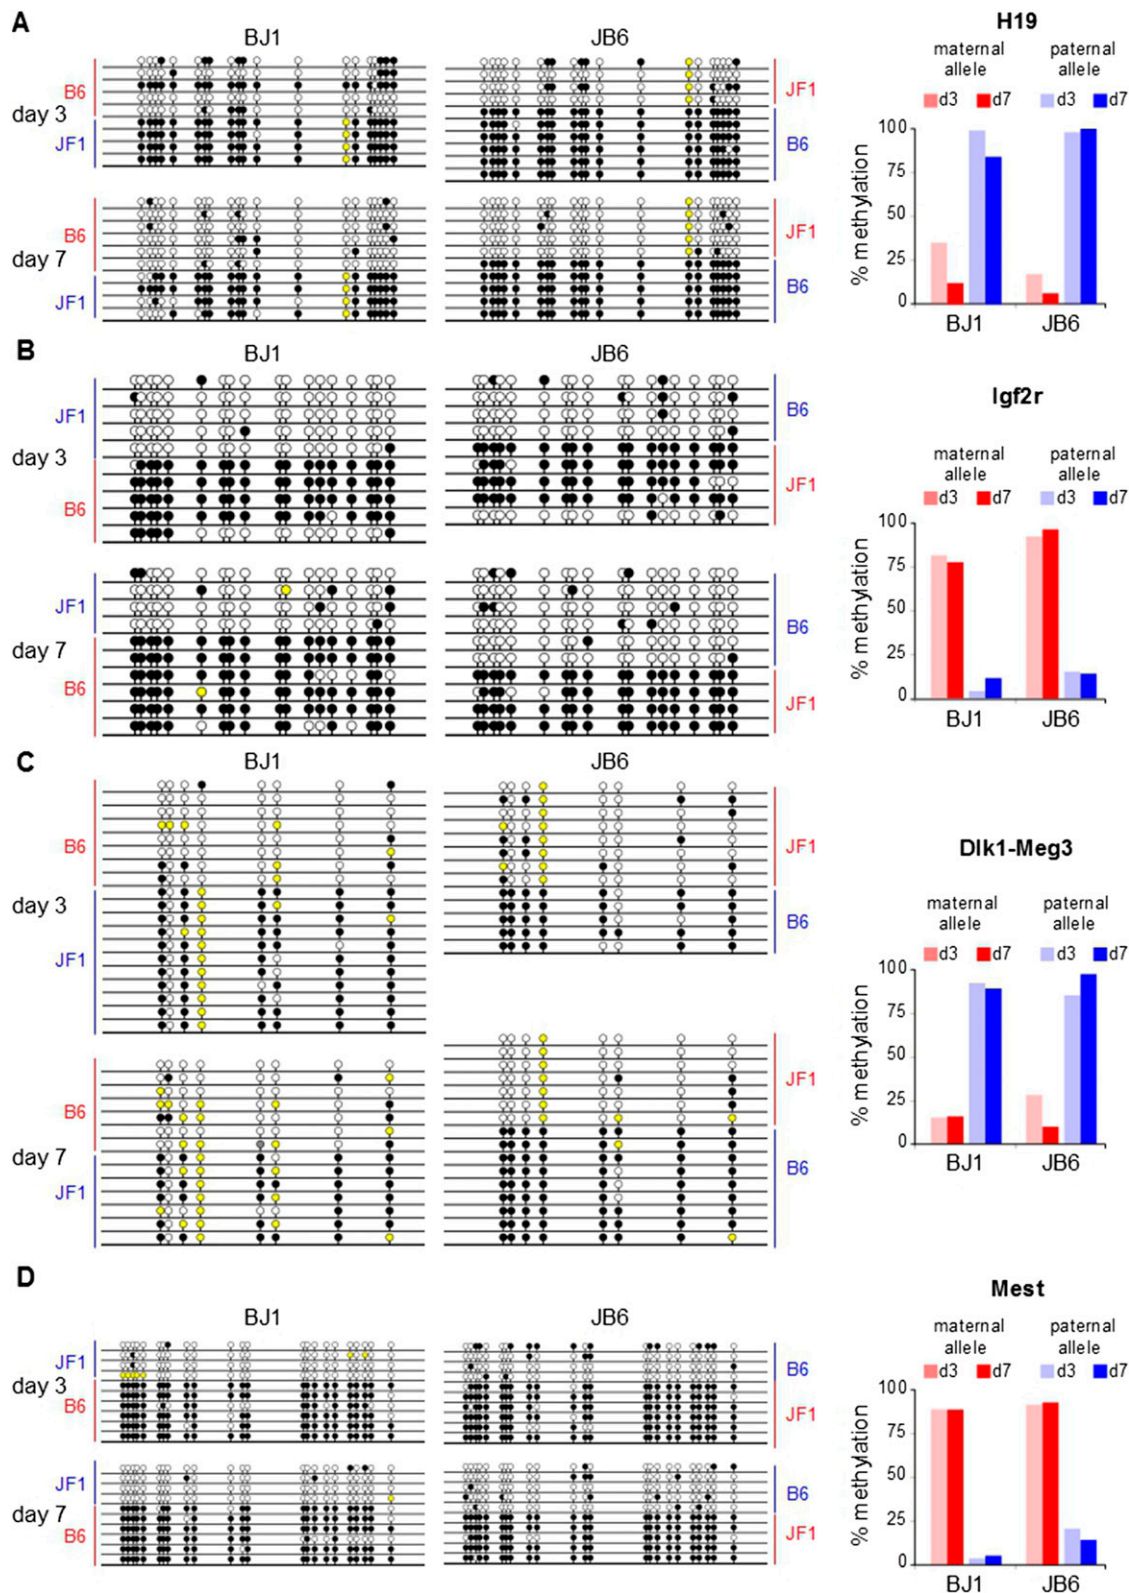 A
BJ1
JB6
B6
day 3
JF1
JF1
B6
B6
day 7
JF1
JF1
B6
H19
maternal allele
paternal allele
d3
d7
d3
d7
% methylation
100
75
50
25
0
BJ1
JB6
B
BJ1
JB6
JF1
day 3
B6
B6
JF1
JF1
day 7
B6
B6
JF1
Igf2r
maternal allele
paternal allele
d3
d7
d3
d7
% methylation
100
75
50
25
0
BJ1
JB6
C
BJ1
JB6
B6
day 3
JF1
JF1
B6
B6
day 7
JF1
JF1
B6
Dlk1-Meg3
maternal allele
paternal allele
d3
d7
d3
d7
% methylation
100
75
50
25
0
BJ1
JB6
D
BJ1
JB6
JF1
day 3
B6
B6
JF1
JF1
day 7
B6
B6
JF1
Mest
maternal allele
paternal allele
d3
d7
d3
d7
% methylation
100
75
50
25
0
BJ1
JB6